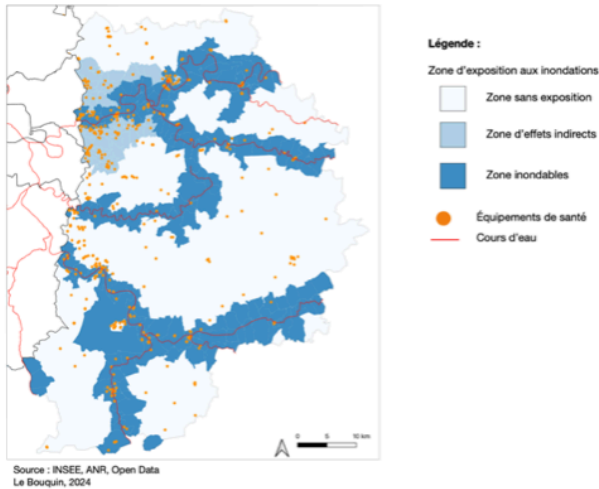 Légende :
Zone d'exposition aux inondations
Zone sans exposition
Zone d'effets indirects
Zone inondables
Équipements de santé
Cours d'eau
0 5 10 km
Source : INSEE, ANR, Open Data
Le Bouquin, 2024